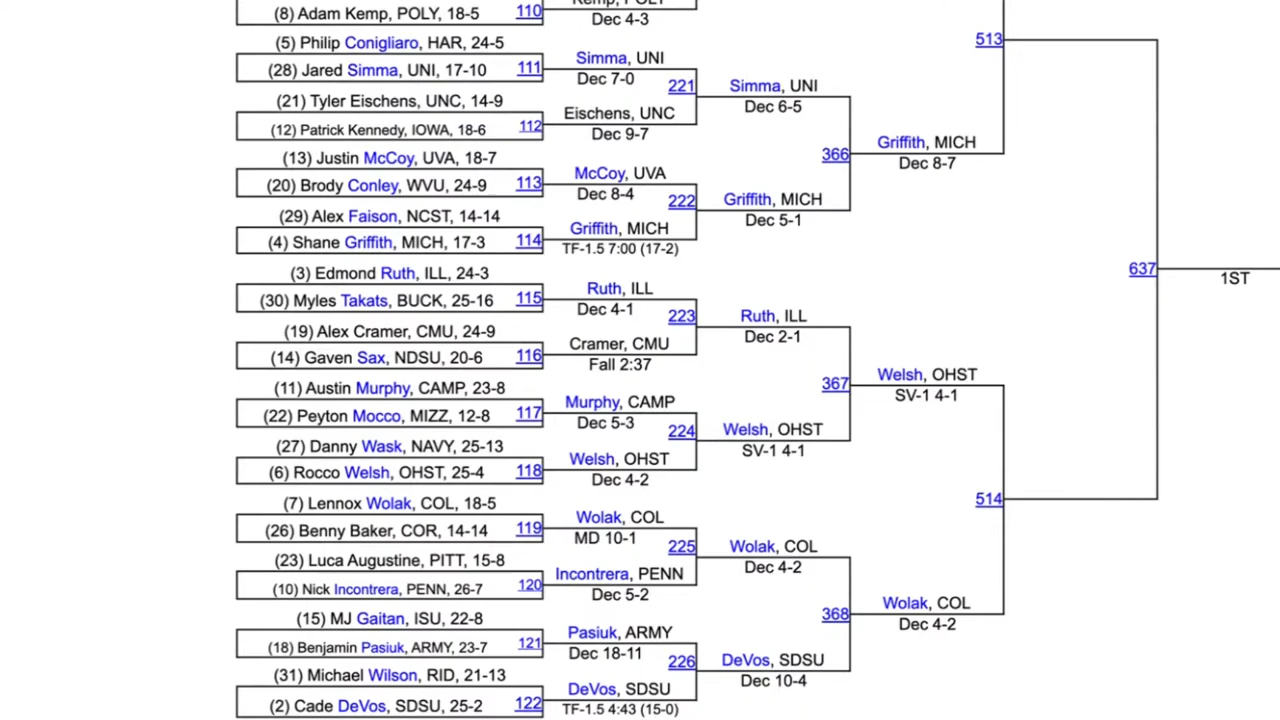 Kemp, POLY
(8) Adam Kemp, POLY, 18-5
110
Dec 4-3
(5) Philip Conigliaro, HAR, 24-5
(28) Jared Simma, UNI, 17-10
111
Simma, UNI
Dec 7-0
(21) Tyler Eischens, UNC, 14-9
(12) Patrick Kennedy, IOWA, 18-6
112
Eischens, UNC
Dec 9-7
221
Simma, UNI
Dec 6-5
(13) Justin McCoy, UVA, 18-7
(20) Brody Conley, WVU, 24-9
113
McCoy, UVA
Dec 8-4
(29) Alex Faison, NCST, 14-14
(4) Shane Griffith, MICH, 17-3
114
Griffith, MICH
TF-1.5 7:00 (17-2)
222
Griffith, MICH
Dec 5-1
366
Griffith, MICH
Dec 8-7
513
(3) Edmond Ruth, ILL, 24-3
(30) Myles Takats, BUCK, 25-16
115
Ruth, ILL
Dec 4-1
(19) Alex Cramer, CMU, 24-9
(14) Gaven Sax, NDSU, 20-6
116
Cramer, CMU
Fall 2:37
223
Ruth, ILL
Dec 2-1
(11) Austin Murphy, CAMP, 23-8
(22) Peyton Mocco, MIZZ, 12-8
117
Murphy, CAMP
Dec 5-3
(27) Danny Wask, NAVY, 25-13
(6) Rocco Welsh, OHST, 25-4
118
Welsh, OHST
Dec 4-2
224
Welsh, OHST
SV-1 4-1
367
Welsh, OHST
SV-1 4-1
(7) Lennox Wolak, COL, 18-5
(26) Benny Baker, COR, 14-14
119
Wolak, COL
MD 10-1
(23) Luca Augustine, PITT, 15-8
(10) Nick Incontrera, PENN, 26-7
120
Incontrera, PENN
Dec 5-2
225
Wolak, COL
Dec 4-2
(15) MJ Gaitan, ISU, 22-8
(18) Benjamin Pasiuk, ARMY, 23-7
121
Pasiuk, ARMY
Dec 18-11
(31) Michael Wilson, RID, 21-13
(2) Cade DeVos, SDSU, 25-2
122
DeVos, SDSU
TF-1.5 4:43 (15-0)
226
DeVos, SDSU
Dec 10-4
368
Wolak, COL
Dec 4-2
514
637
1ST